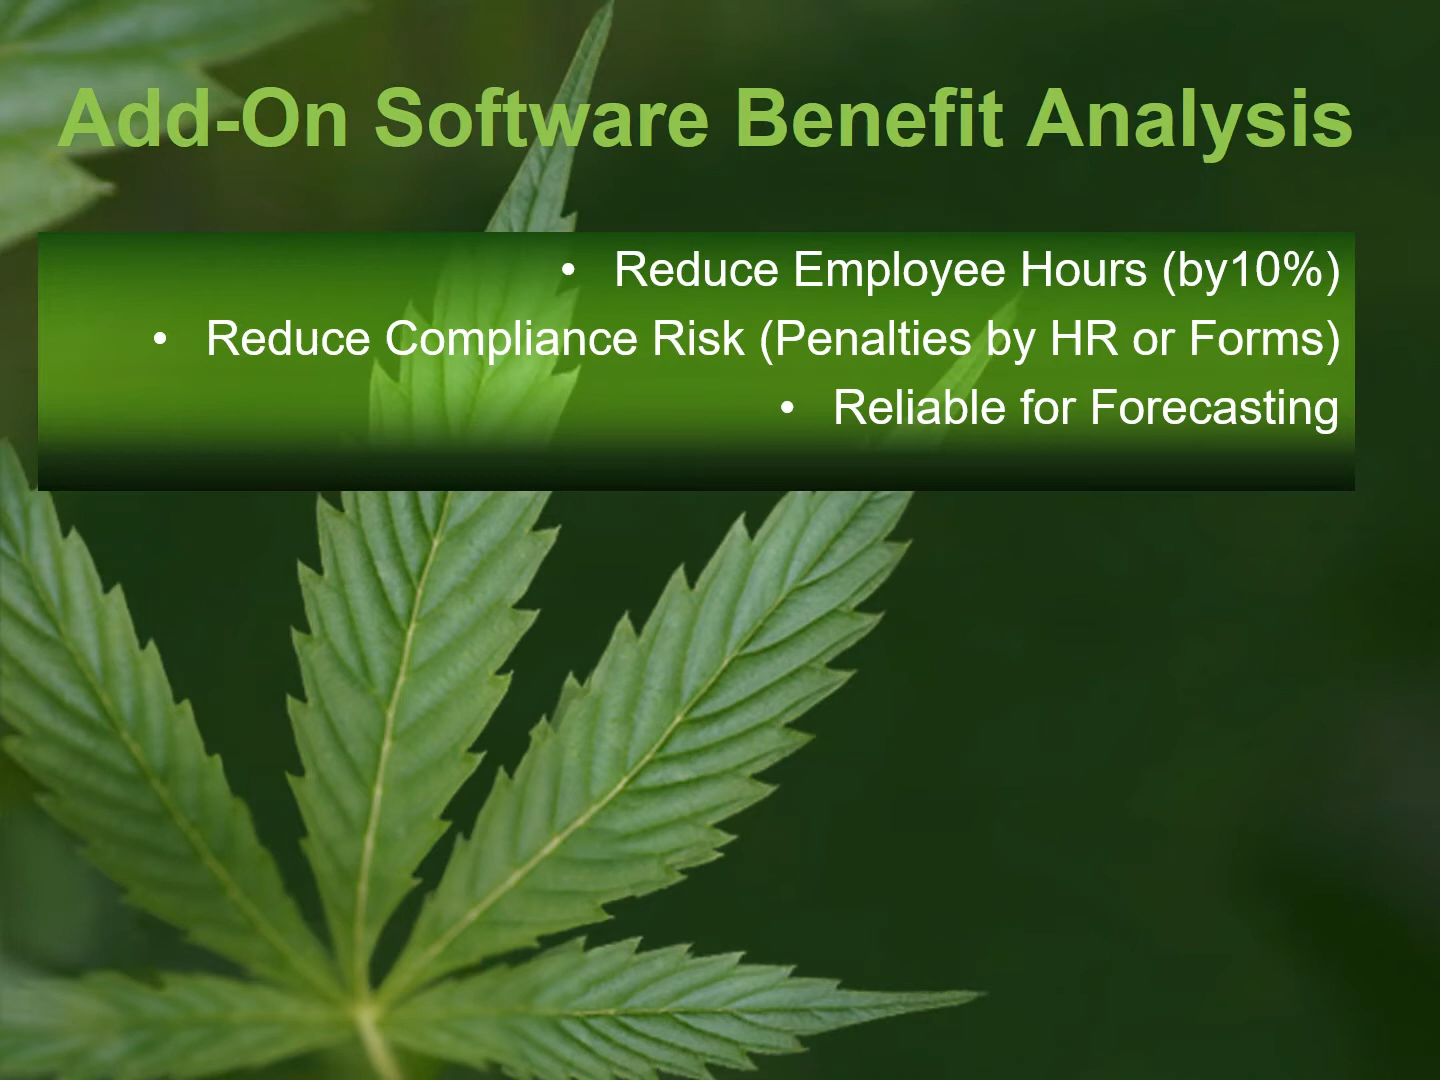 Add-On Software Benefit Analysis
• Reduce Employee Hours (by10%)
• Reduce Compliance Risk (Penalties by HR or Forms)
• Reliable for Forecasting